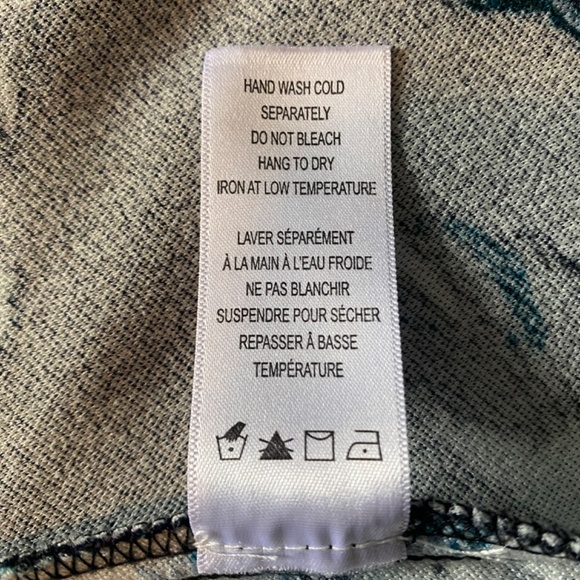 HAND WASH COLD
SEPARATELY
DO NOT BLEACH
HANG TO DRY
IRON AT LOW TEMPERATURE
LAVER SÉPARÉMENT
À LA MAIN À L'EAU FROIDE
NE PAS BLANCHIR
SUSPENDRE POUR SÉCHER
REPASSER À BASSE
TEMPÉRATURE